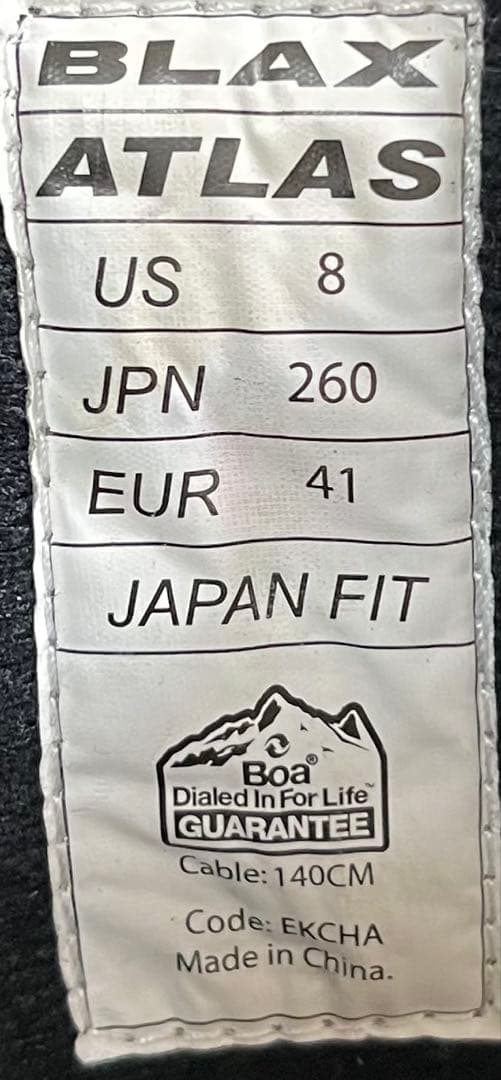 BLAX
ATLAS
US 8
JPN 260
EUR 41
JAPAN FIT
Boa®
Dialed In For Life™
GUARANTEE
Cable: 140CM
Code: EKCHA
Made in China.